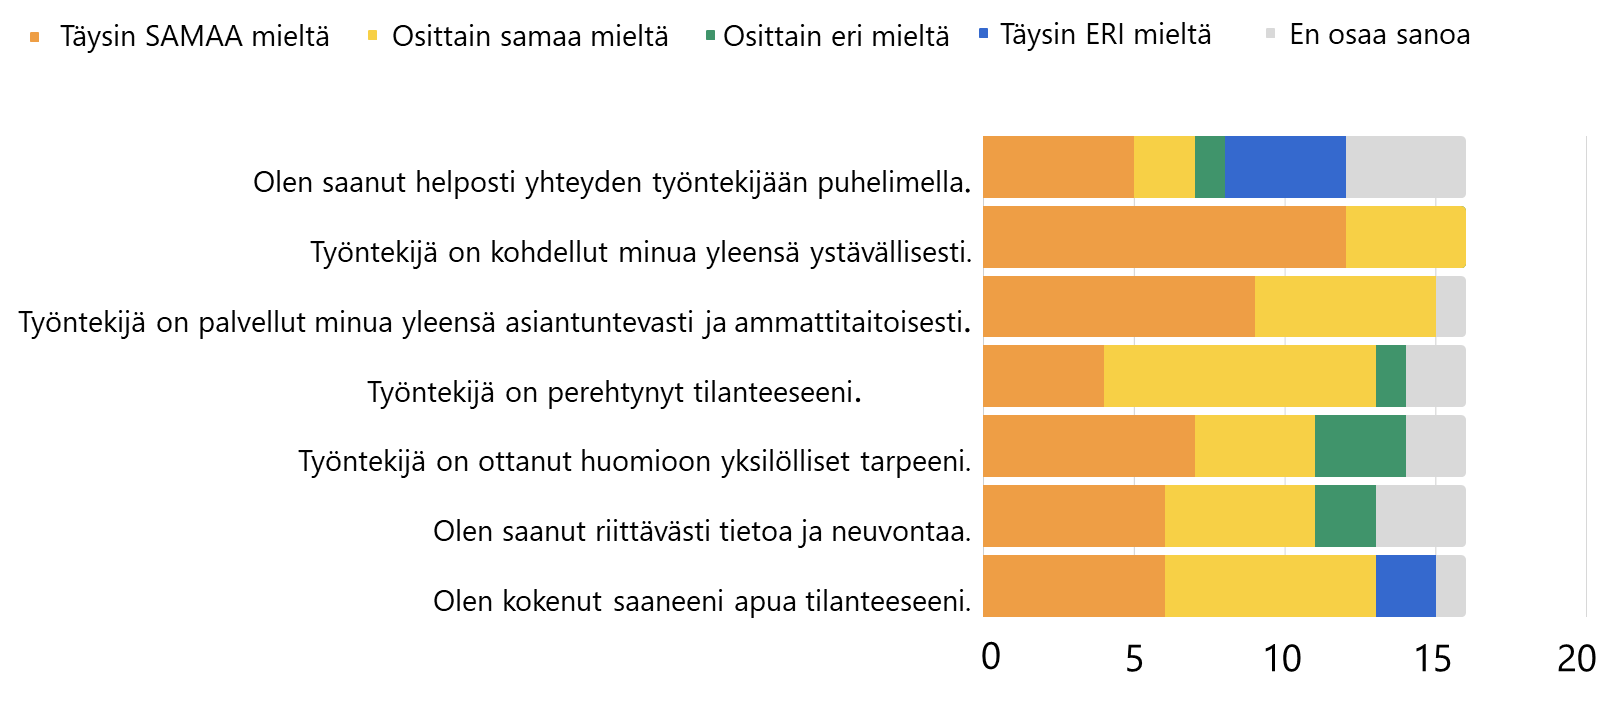 Täysin SAMAA mieltä Osittain samaa mieltä Osittain eri mieltä Täysin ERI mieltä En osaa sanoa
Olen saanut helposti yhteyden työntekijään puhelimella.
Työntekijä on kohdellut minua yleensä ystävällisesti.
Työntekijä on palvellut minua yleensä asiantuntevasti ja ammattitaitoisesti.
Työntekijä on perehtynyt tilanteeseeni.
Työntekijä on ottanut huomioon yksilölliset tarpeeni.
Olen saanut riittävästi tietoa ja neuvontaa.
Olen kokenut saaneeni apua tilanteeseeni.
0 5 10 15 20